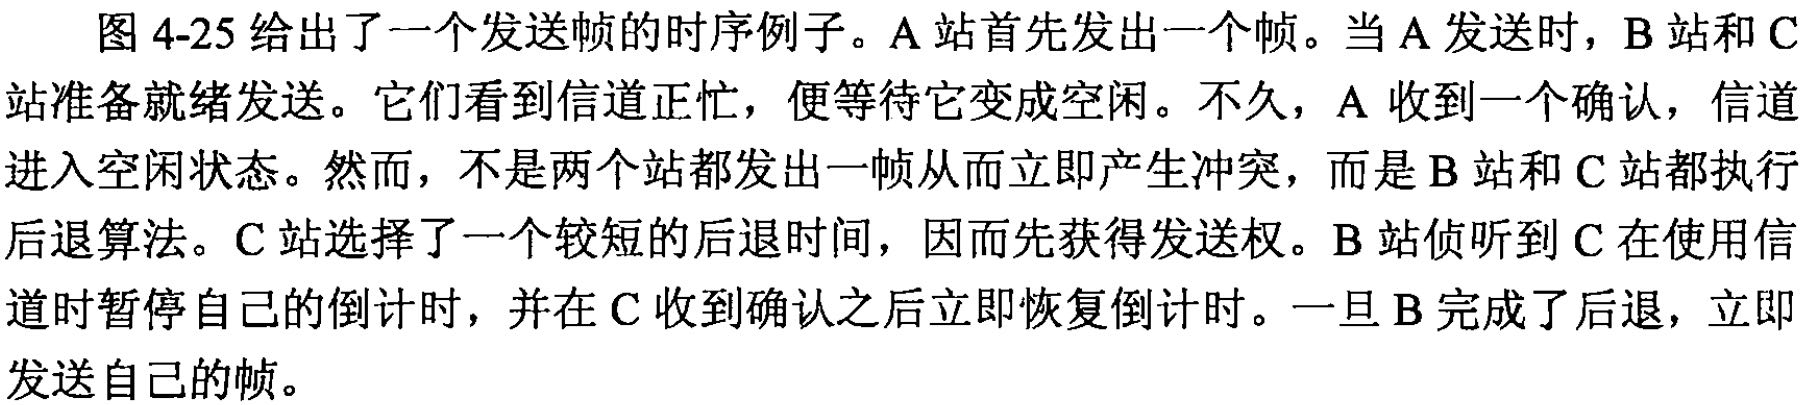 图 4-25 给出了一个发送帧的时序例子。A 站首先发出一个帧。当 A 发送时，B 站和 C
站准备就绪发送。它们看到信道正忙，便等待它变成空闲。不久，A 收到一个确认，信道
进入空闲状态。然而，不是两个站都发出一帧从而立即产生冲突，而是 B 站和 C 站都执行
后退算法。C 站选择了一个较短的后退时间，因而先获得发送权。B 站侦听到 C 在使用信
道时暂停自己的倒计时，并在 C 收到确认之后立即恢复倒计时。一旦 B 完成了后退，立即
发送自己的帧。